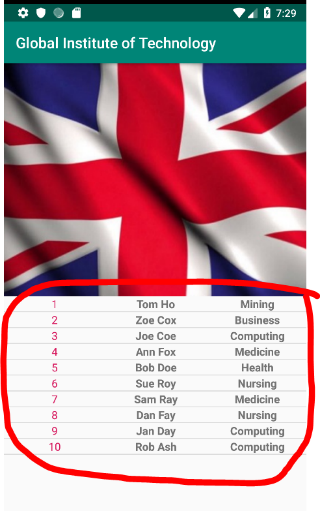 7:29
Global Institute of Technology
1 Tom Ho Mining
2 Zoe Cox Business
3 Joe Coe Computing
4 Ann Fox Medicine
5 Bob Doe Health
6 Sue Roy Nursing
7 Sam Ray Medicine
8 Dan Fay Nursing
9 Jan Day Computing
10 Rob Ash Computing